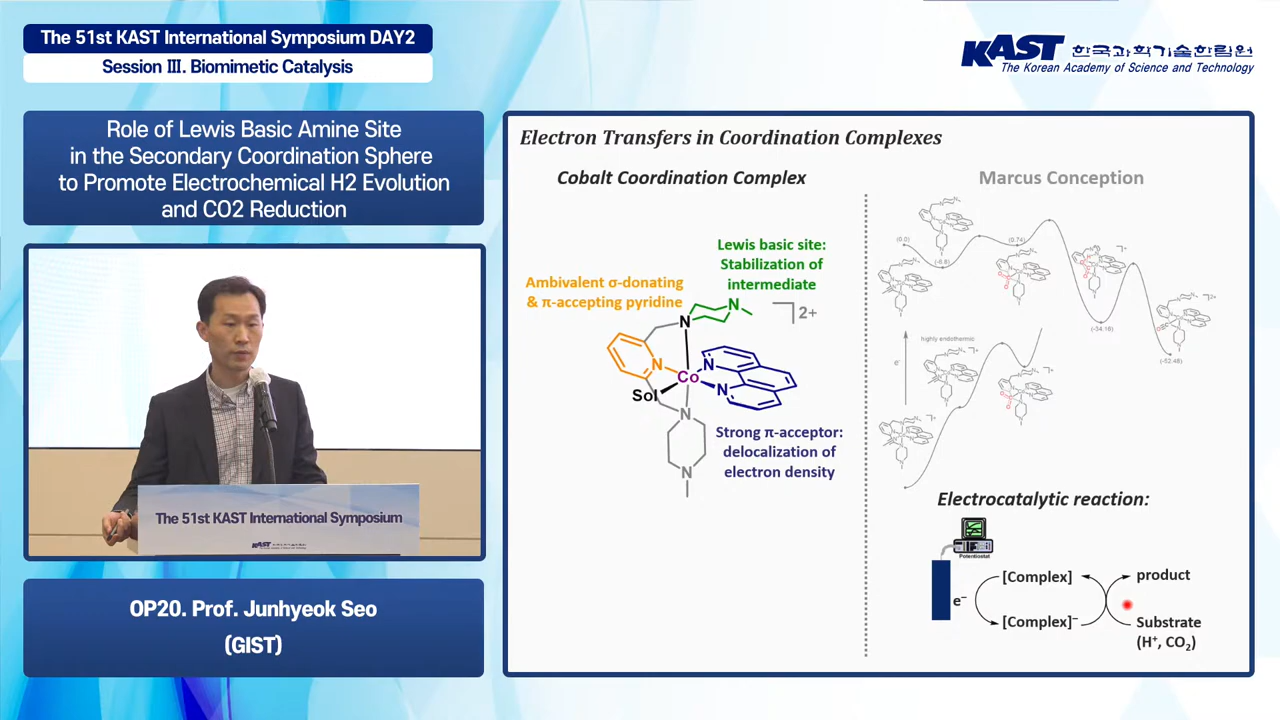 The 51st KAST International Symposium DAY2
Session Ⅲ. Biomimetic Catalysis
KAST 한국과학기술한림원
The Korean Academy of Science and Technology
Role of Lewis Basic Amine Site
in the Secondary Coordination Sphere
to Promote Electrochemical H2 Evolution
and CO2 Reduction
The 51st KAST International Symposium
KAST
OP20. Prof. Junhyeok Seo
(GIST)
Electron Transfers in Coordination Complexes
Cobalt Coordination Complex
Lewis basic site:
Stabilization of
intermediate
Ambivalent σ-donating
& π-accepting pyridine
2+
N
N
N
N
Co
N
Sol
N
N
Strong π-acceptor:
delocalization of
electron density
Marcus Conception
(0.0)
(-6.8)
(0.74)
(-34.16)
(-52.48)
highly endothermic
e⁻
Electrocatalytic reaction:
Potentiostat
e⁻
[Complex]
[Complex]⁻
product
Substrate
(H⁺, CO₂)